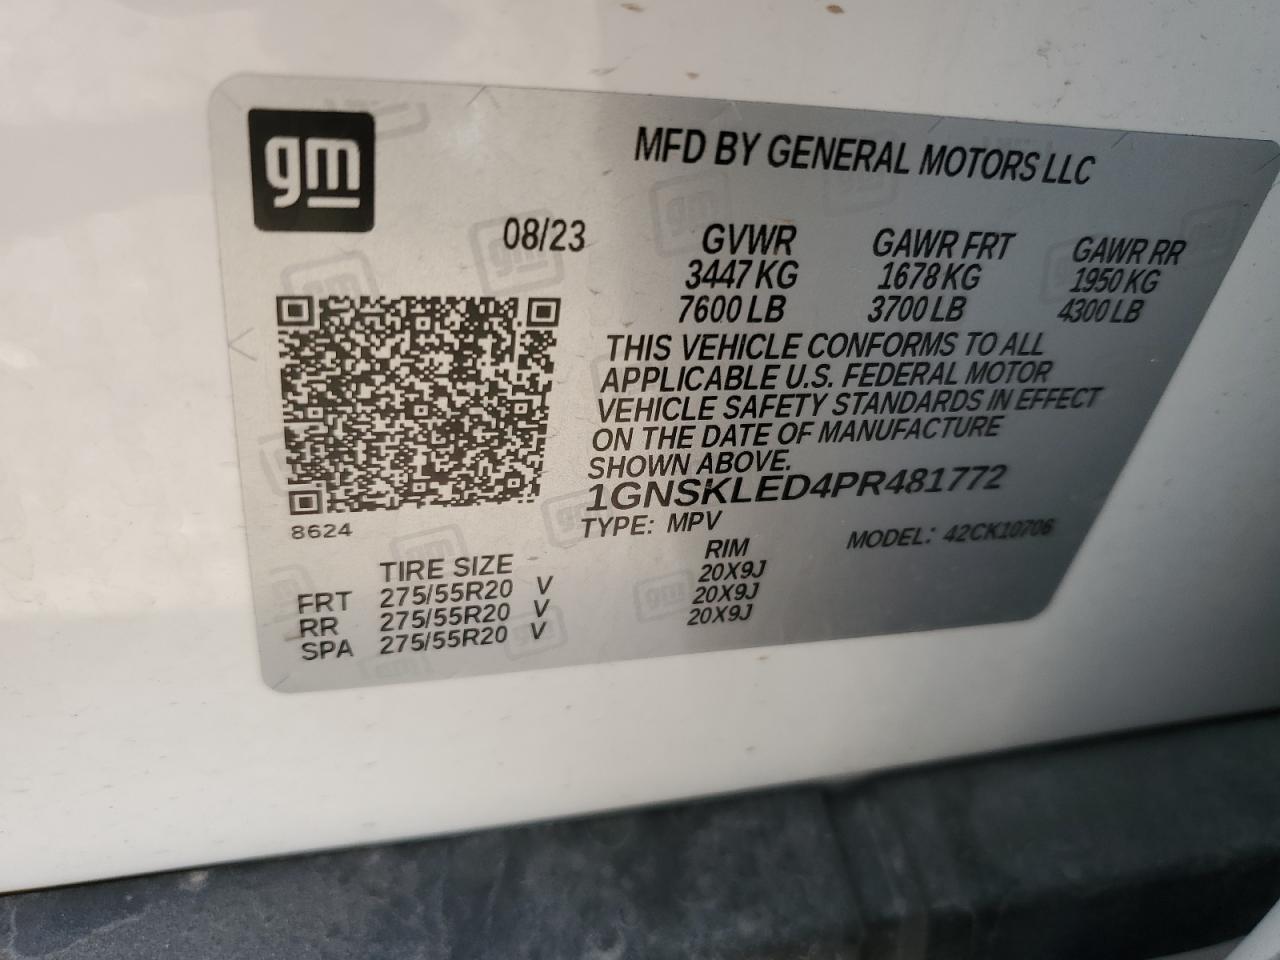 gm
MFD BY GENERAL MOTORS LLC
08/23
GVWR GAWR FRT GAWR RR
3447 KG 1678 KG 1950 KG
7600 LB 3700 LB 4300 LB
THIS VEHICLE CONFORMS TO ALL
APPLICABLE U.S. FEDERAL MOTOR
VEHICLE SAFETY STANDARDS IN EFFECT
ON THE DATE OF MANUFACTURE
SHOWN ABOVE.
1GNSKLED4PR481772
8624
TYPE: MPV MODEL: 42CK10706
TIRE SIZE RIM
FRT 275/55R20 V 20X9J
RR 275/55R20 V 20X9J
SPA 275/55R20 V 20X9J